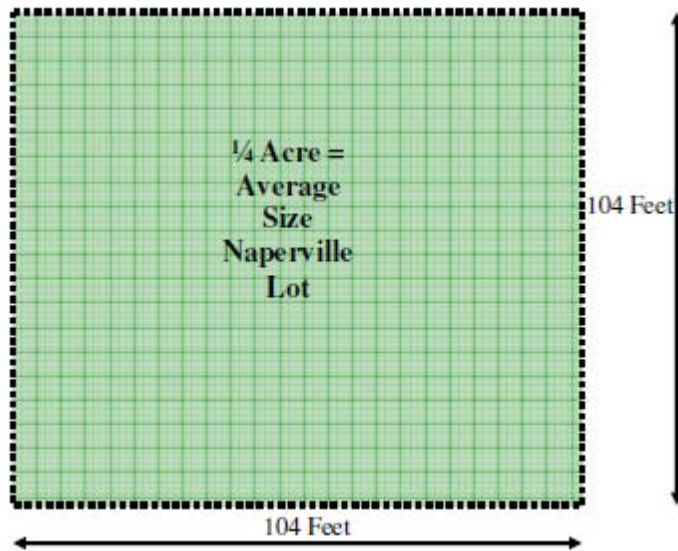 ¼ Acre =
Average
Size
Naperville
Lot
104 Feet
104 Feet